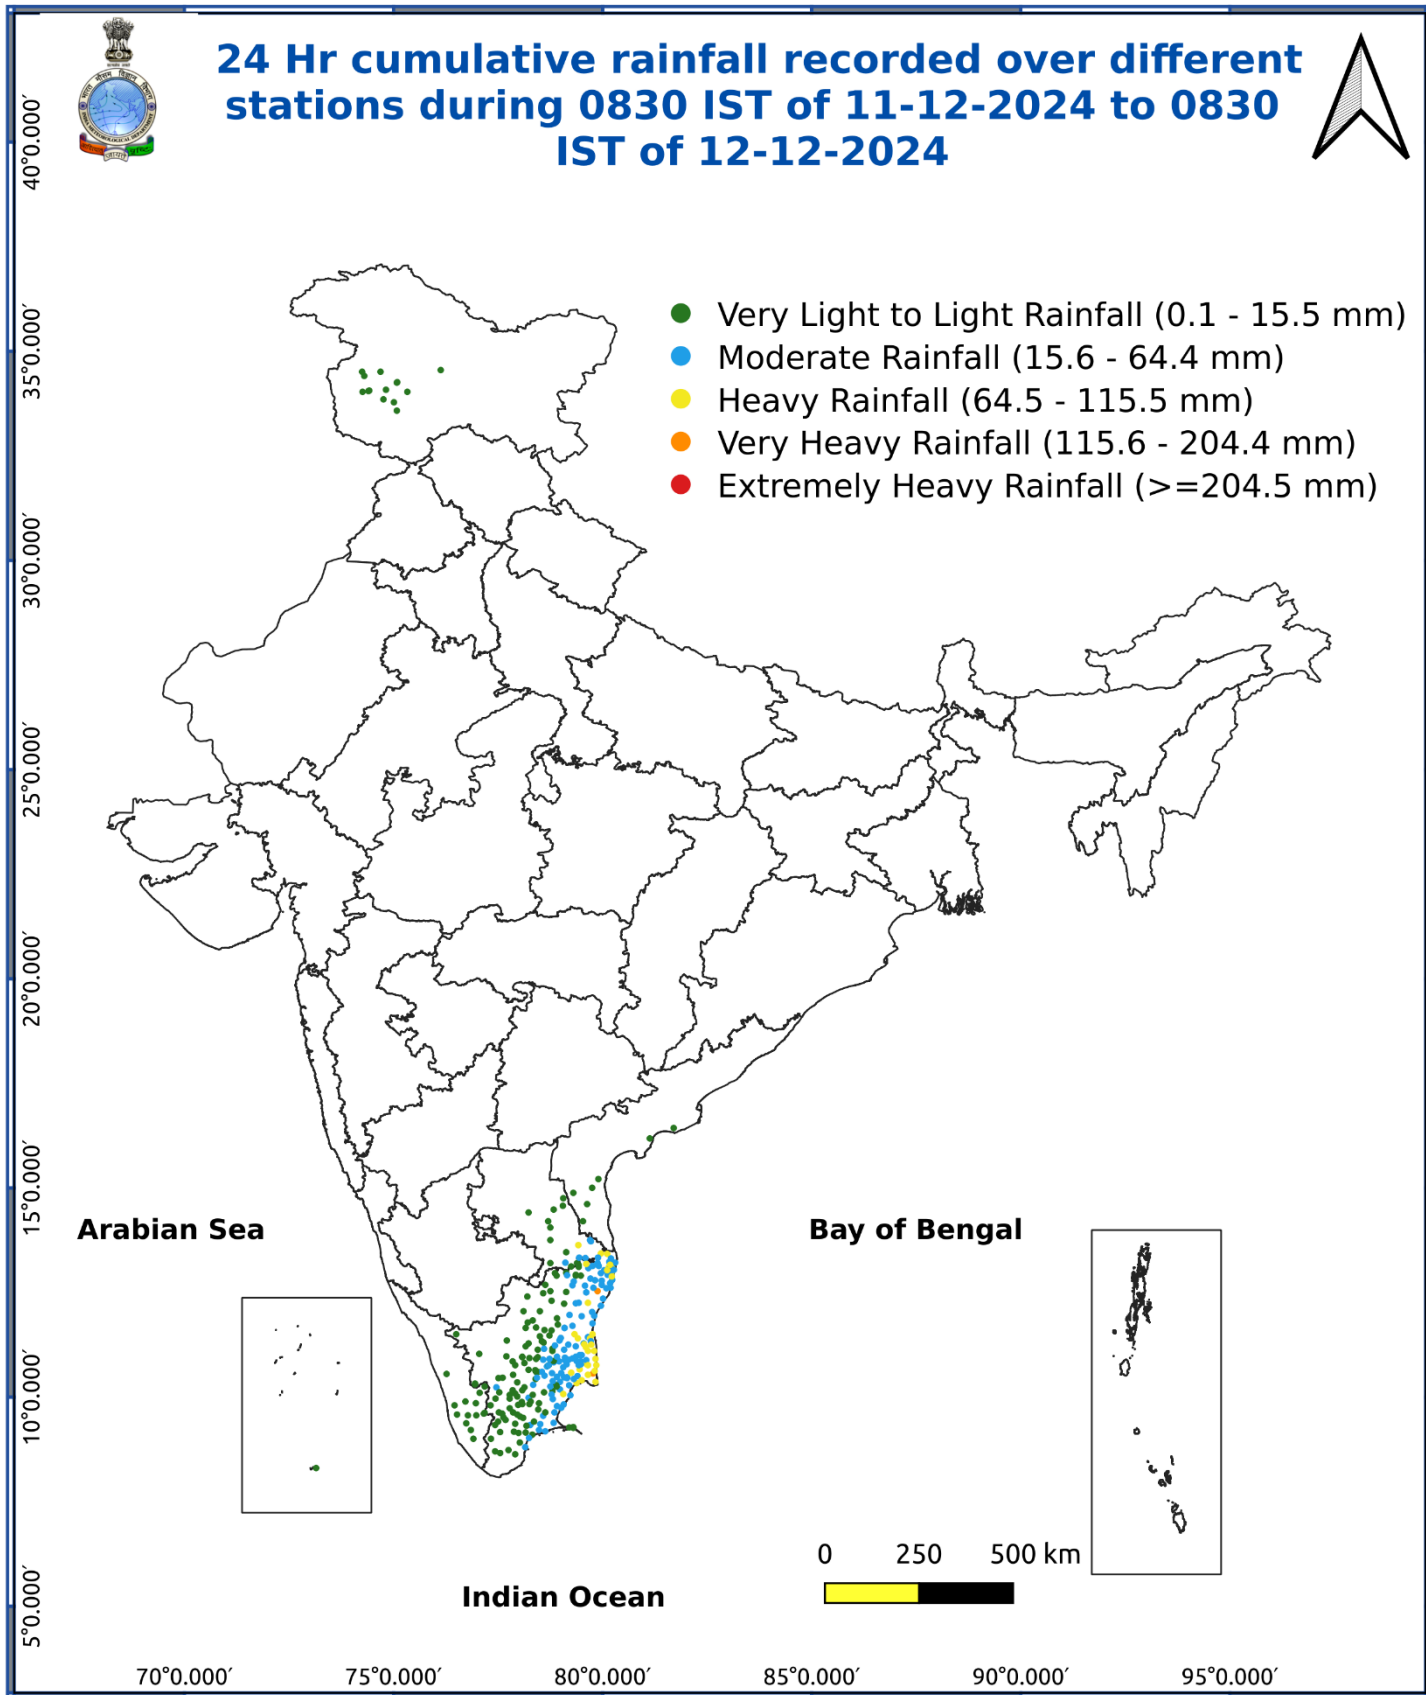 24 Hr cumulative rainfall recorded over different
stations during 0830 IST of 11-12-2024 to 0830
IST of 12-12-2024
Very Light to Light Rainfall (0.1 - 15.5 mm)
Moderate Rainfall (15.6 - 64.4 mm)
Heavy Rainfall (64.5 - 115.5 mm)
Very Heavy Rainfall (115.6 - 204.4 mm)
Extremely Heavy Rainfall (>=204.5 mm)
40°0.000′
35°0.000′
30°0.000′
25°0.000′
20°0.000′
15°0.000′
10°0.000′
5°0.000′
Arabian Sea
Bay of Bengal
Indian Ocean
0 250 500 km
70°0.000′ 75°0.000′ 80°0.000′ 85°0.000′ 90°0.000′ 95°0.000′